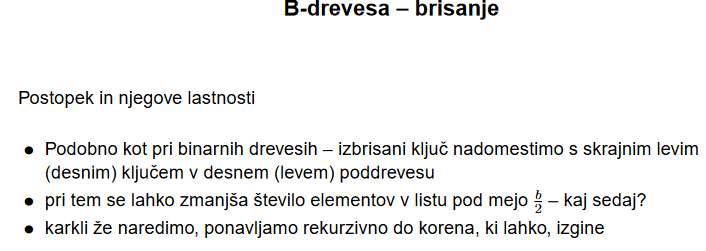 B-drevesa – brisanje
Postopek in njegove lastnosti
● Podobno kot pri binarnih drevesih – izbrisani ključ nadomestimo s skrajnim levim
(desnim) ključem v desnem (levem) poddrevesu
● pri tem se lahko zmanjša število elementov v listu pod mejo b/2 – kaj sedaj?
● karkli že naredimo, ponavljamo rekurzivno do korena, ki lahko, izgine